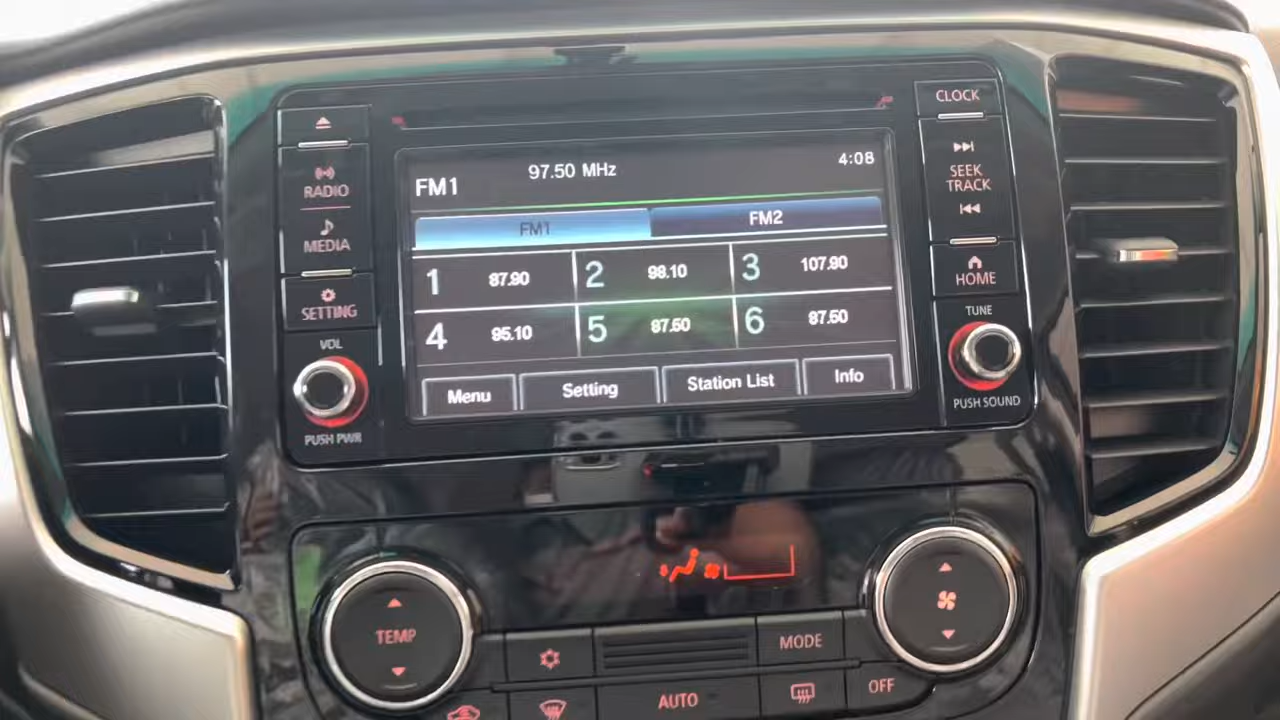 CLOCK
RADIO
MEDIA
SETTING
VOL
PUSH PWR
97.50 MHz
4:08
FM1
FM1
FM2
1 87.90
2 98.10
3 107.90
4 95.10
5 87.50
6 87.50
Menu
Setting
Station List
Info
SEEK
TRACK
HOME
TUNE
PUSH SOUND
TEMP
MODE
AUTO
OFF